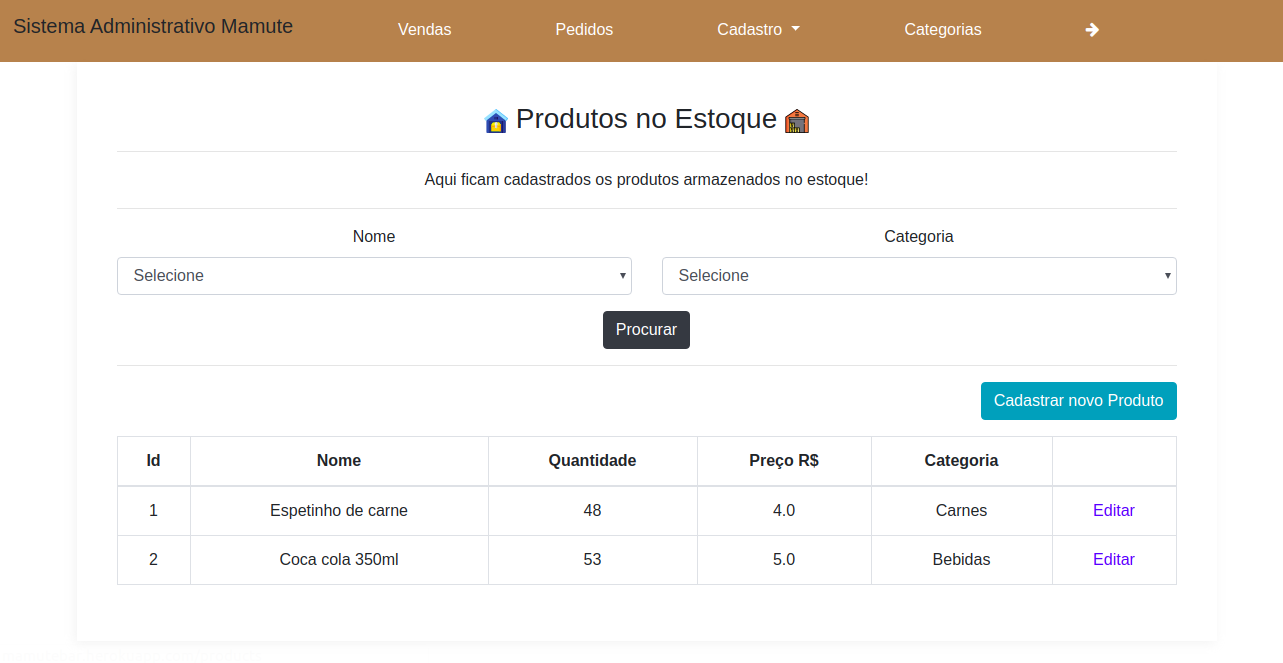 Sistema Administrativo Mamute Vendas Pedidos Cadastro Categorias
Produtos no Estoque
Aqui ficam cadastrados os produtos armazenados no estoque!
Nome Categoria
Selecione Selecione
Procurar
Cadastrar novo Produto
Id Nome Quantidade Preço R$ Categoria
1 Espetinho de carne 48 4.0 Carnes Editar
2 Coca cola 350ml 53 5.0 Bebidas Editar